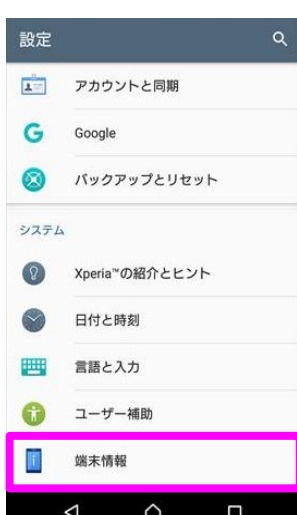 設定
アカウントと同期
Google
バックアップとリセット
システム
Xperia™の紹介とヒント
日付と時刻
言語と入力
ユーザー補助
端末情報